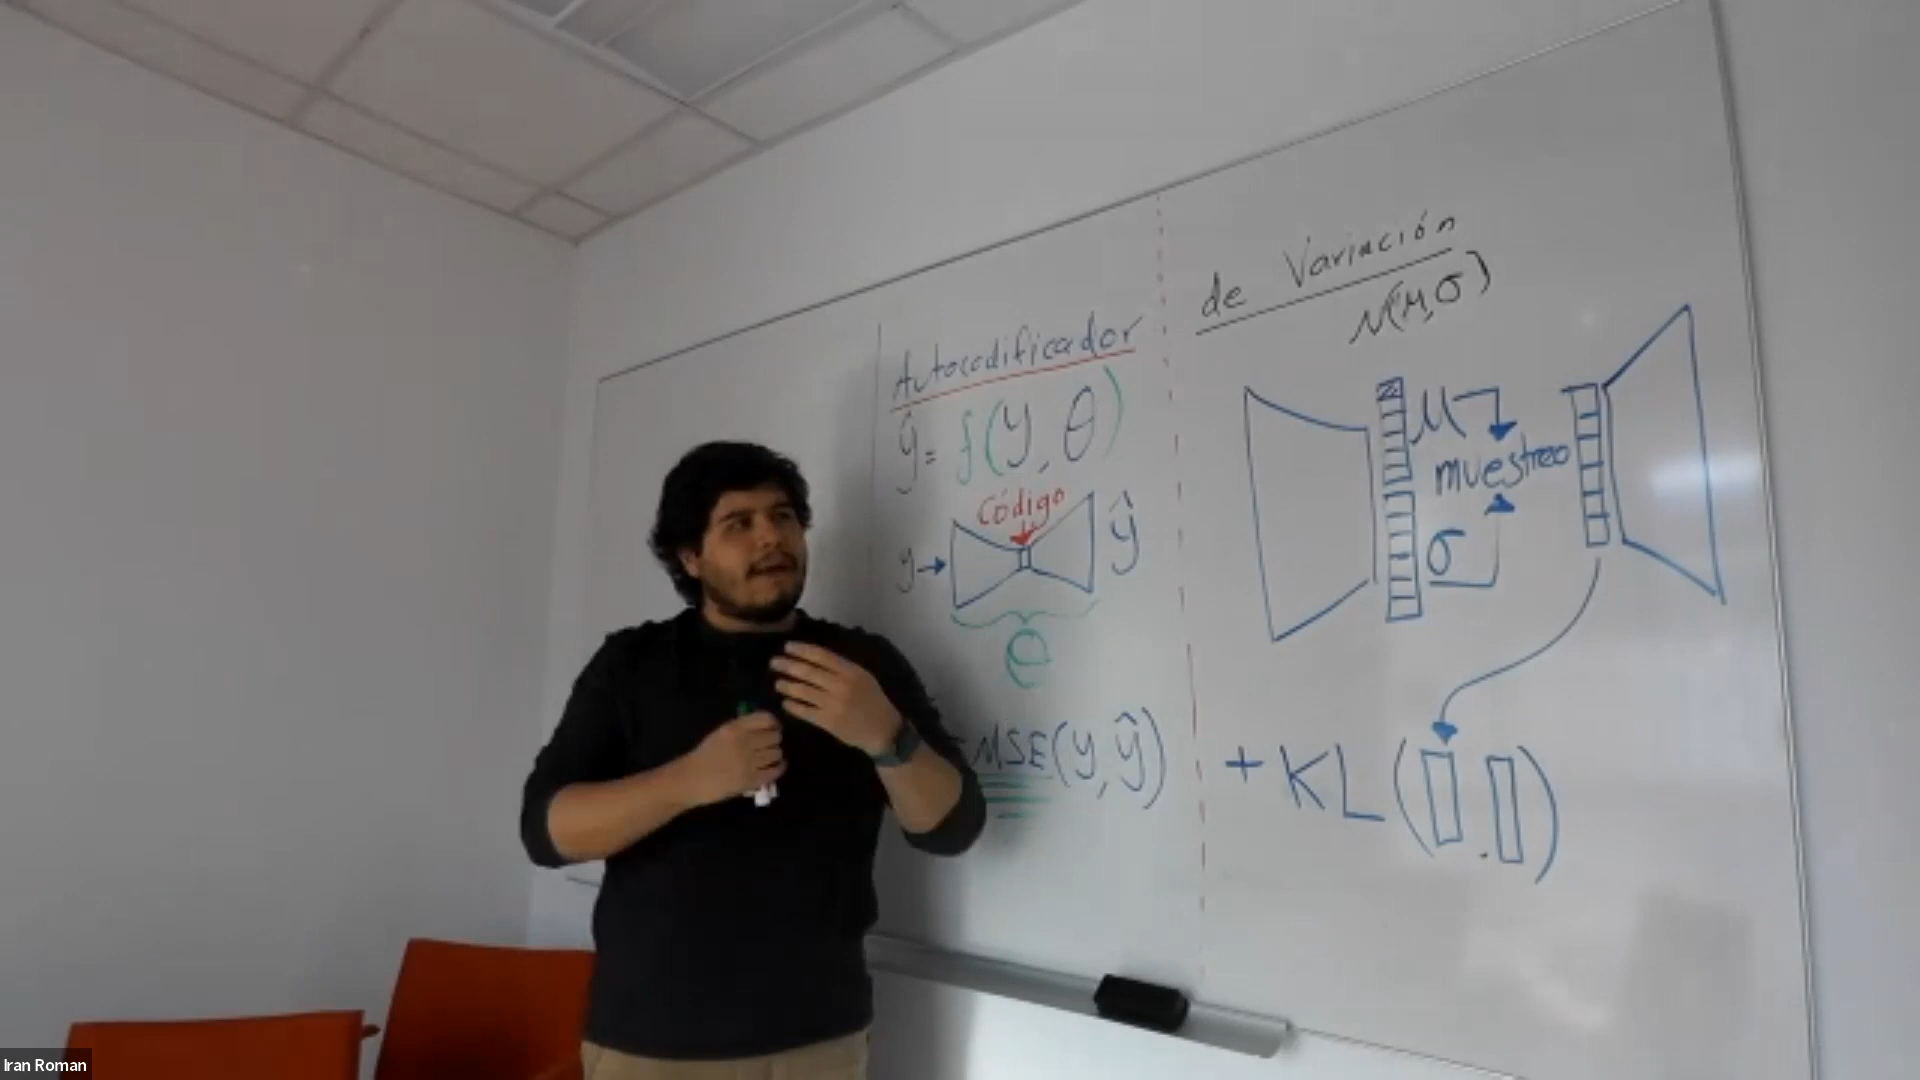 Autocodificador
ŷ = f(y, θ)
Código
y → ŷ
θ
MSE(y, ŷ)
de Variación
N(μ,σ)
μ
muestreo
σ
+ KL( , )
Iran Roman